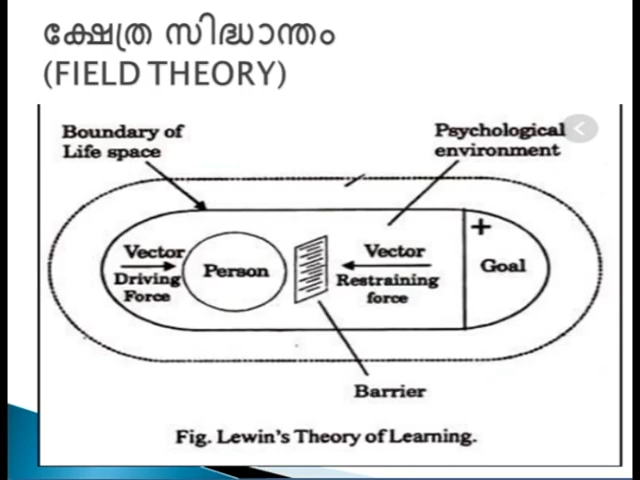 ക്ഷേത്ര സിദ്ധാന്തം
(FIELD THEORY)
Boundary of
Life space
Psychological
environment
Vector
Driving
Force
Person
Vector
Restraining
force
+
Goal
Barrier
Fig. Lewin's Theory of Learning.